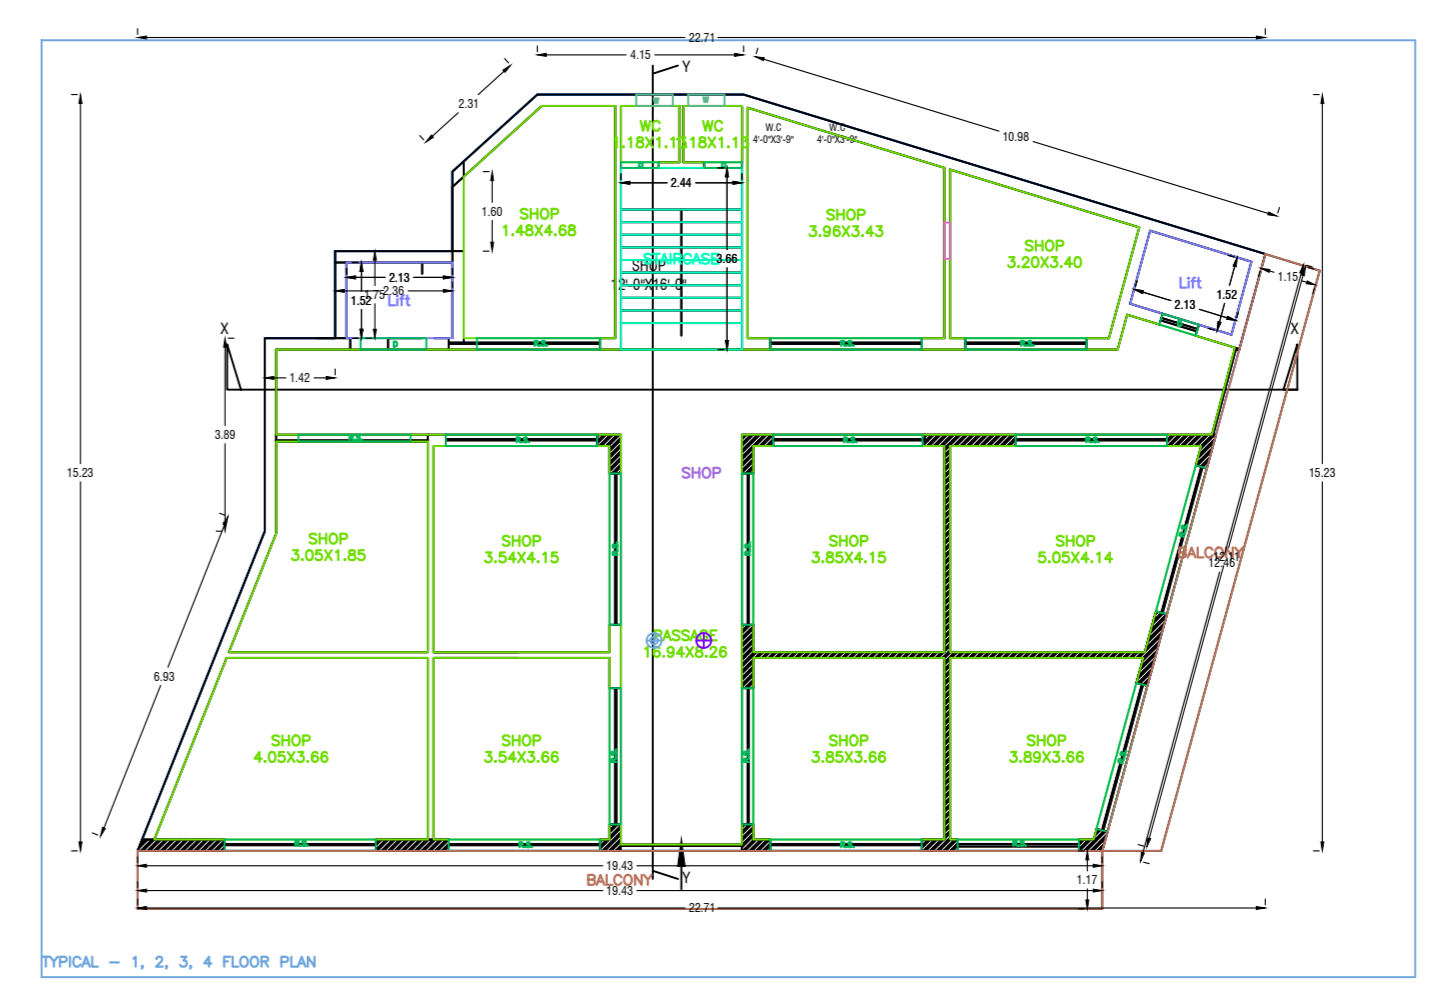 22.71
4.15
Y
2.31
10.98
W
W
WC
WC
W.C
4'-0"X3'-9"
W.C
4'-0"X3'-9"
2.44
1.60
SHOP
1.48X4.68
SHOP
3.96X3.43
SHOP
3.20X3.40
3.66
STAIRCASE
SHOP
12'-0"X16'-0"
2.13
2.36
1.52
1.75
Lift
Lift
2.13
1.52
1.15
X
X
D
R.S.
R.S.
R.S.
1.42
3.89
15.23
15.23
R.S.
R.S.
R.S.
R.S.
SHOP
SHOP
3.05X1.85
SHOP
3.54X4.15
SHOP
3.85X4.15
SHOP
5.05X4.14
BALCONY
12.46
PASSAGE
16.94X8.26
6.93
SHOP
4.05X3.66
SHOP
3.54X3.66
SHOP
3.85X3.66
SHOP
3.89X3.66
R.S.
R.S.
R.S.
R.S.
19.43
BALCONY
Y
1.17
19.43
22.71
TYPICAL - 1, 2, 3, 4 FLOOR PLAN